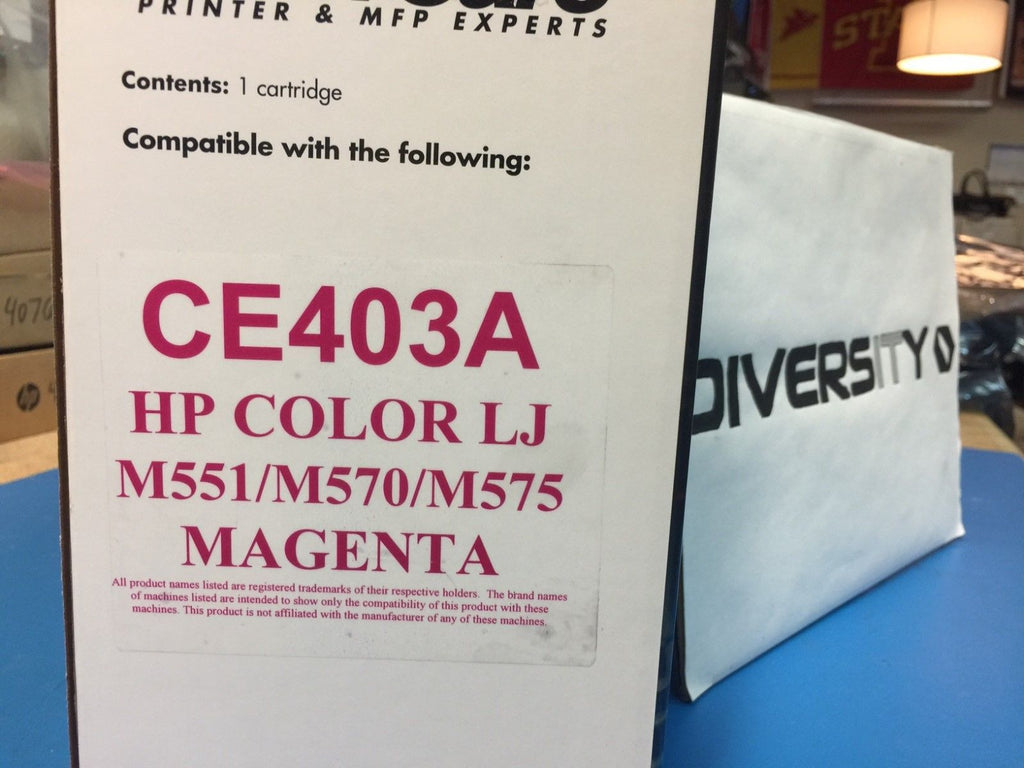 PRINTER & MFP EXPERTS
Contents: 1 cartridge
Compatible with the following:
CE403A
HP COLOR LJ
M551/M570/M575
MAGENTA
All product names listed are registered trademarks of their respective holders. The brand names
of machines listed are intended to show only the compatibility of this product with these
machines. This product is not affiliated with the manufacturer of any of these machines.
DIVERSITY
hp